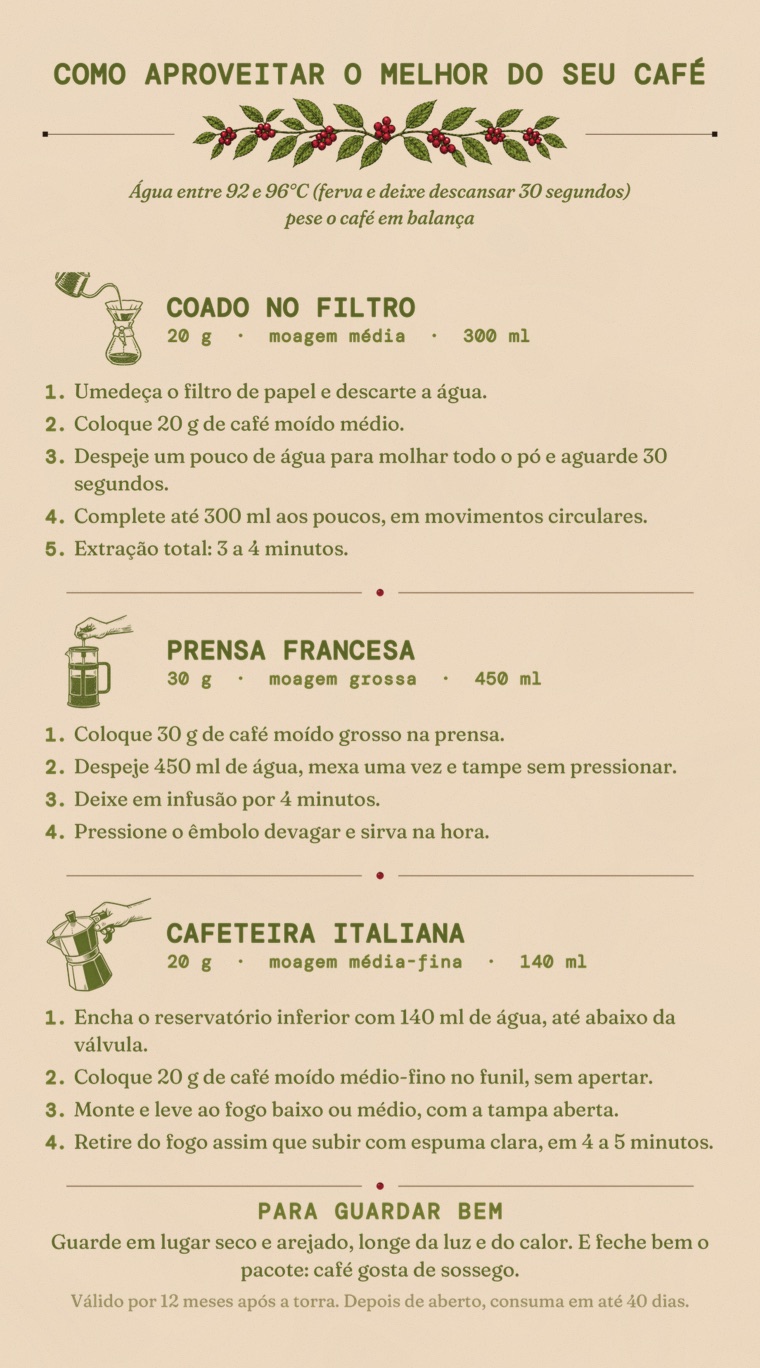 COMO APROVEITAR O MELHOR DO SEU CAFÉ
Água entre 92 e 96°C (ferva e deixe descansar 30 segundos)
pese o café em balança
COADO NO FILTRO
20 g · moagem média · 300 ml
1. Umedeça o filtro de papel e descarte a água.
2. Coloque 20 g de café moído médio.
3. Despeje um pouco de água para molhar todo o pó e aguarde 30
segundos.
4. Complete até 300 ml aos poucos, em movimentos circulares.
5. Extração total: 3 a 4 minutos.
PRENSA FRANCESA
30 g · moagem grossa · 450 ml
1. Coloque 30 g de café moído grosso na prensa.
2. Despeje 450 ml de água, mexa uma vez e tampe sem pressionar.
3. Deixe em infusão por 4 minutos.
4. Pressione o êmbolo devagar e sirva na hora.
CAFETEIRA ITALIANA
20 g · moagem média-fina · 140 ml
1. Encha o reservatório inferior com 140 ml de água, até abaixo da
válvula.
2. Coloque 20 g de café moído médio-fino no funil, sem apertar.
3. Monte e leve ao fogo baixo ou médio, com a tampa aberta.
4. Retire do fogo assim que subir com espuma clara, em 4 a 5 minutos.
PARA GUARDAR BEM
Guarde em lugar seco e arejado, longe da luz e do calor. E feche bem o
pacote: café gosta de sossego.
Válido por 12 meses após a torra. Depois de aberto, consuma em até 40 dias.